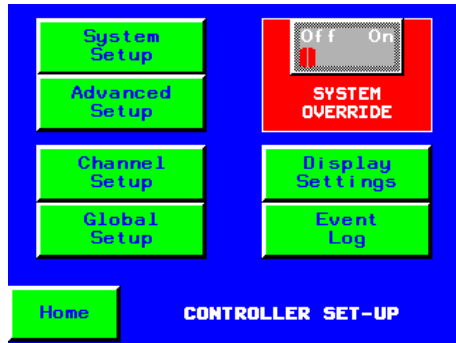 System
Setup
Off On
Advanced
Setup
SYSTEM
OVERRIDE
Channel
Setup
Display
Settings
Global
Setup
Event
Log
Home
CONTROLLER SET-UP